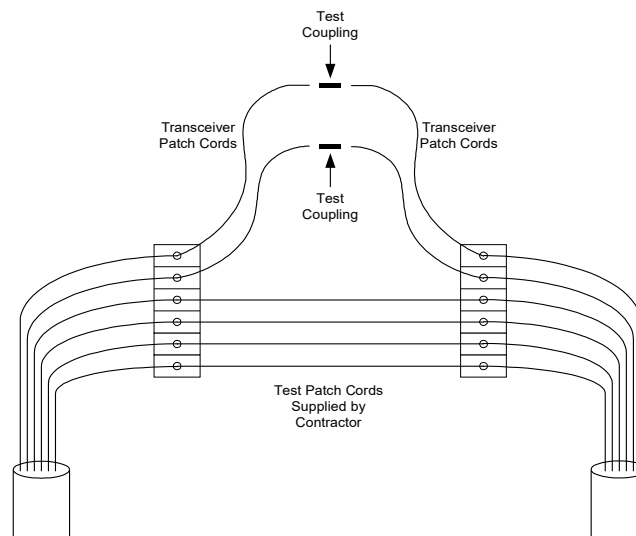 Test
Coupling
Transceiver
Patch Cords
Transceiver
Patch Cords
Test
Coupling
Test Patch Cords
Supplied by
Contractor